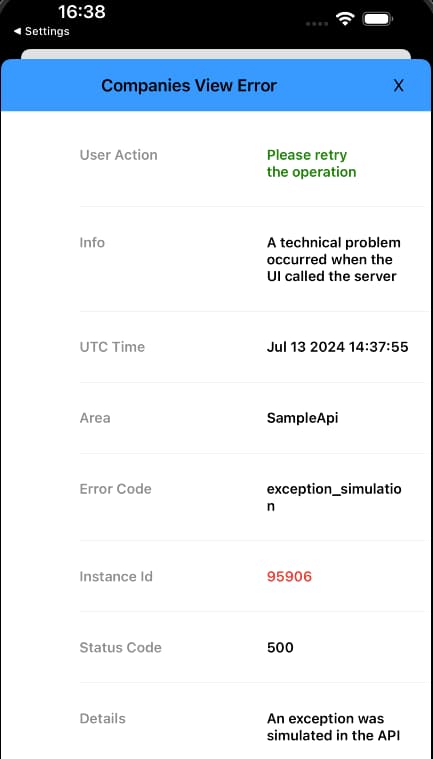 16:38
◀ Settings
Companies View Error X
User Action Please retry
the operation
Info A technical problem
occurred when the
UI called the server
UTC Time Jul 13 2024 14:37:55
Area SampleApi
Error Code exception_simulatio
n
Instance Id 95906
Status Code 500
Details An exception was
simulated in the API